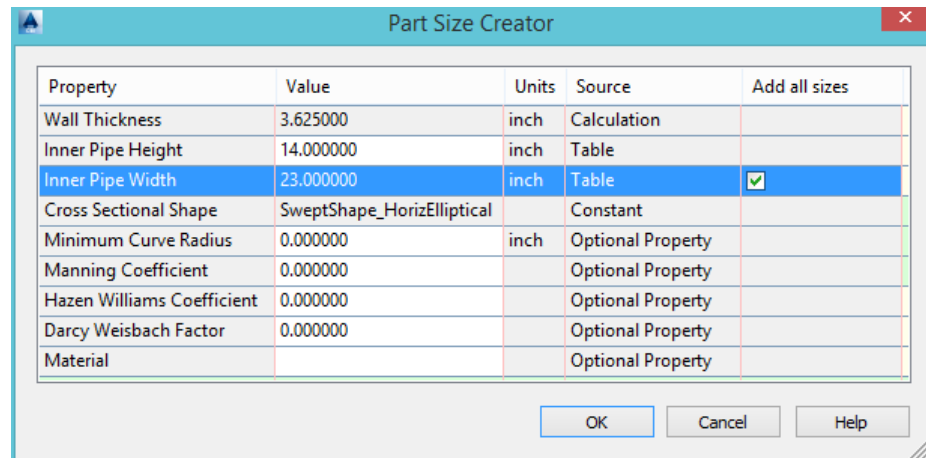 Part Size Creator
Property Value Units Source Add all sizes
Wall Thickness 3.625000 inch Calculation
Inner Pipe Height 14.000000 inch Table
Inner Pipe Width 23.000000 inch Table
Cross Sectional Shape SweptShape_HorizElliptical Constant
Minimum Curve Radius 0.000000 inch Optional Property
Manning Coefficient 0.000000 Optional Property
Hazen Williams Coefficient 0.000000 Optional Property
Darcy Weisbach Factor 0.000000 Optional Property
Material Optional Property
OK Cancel Help